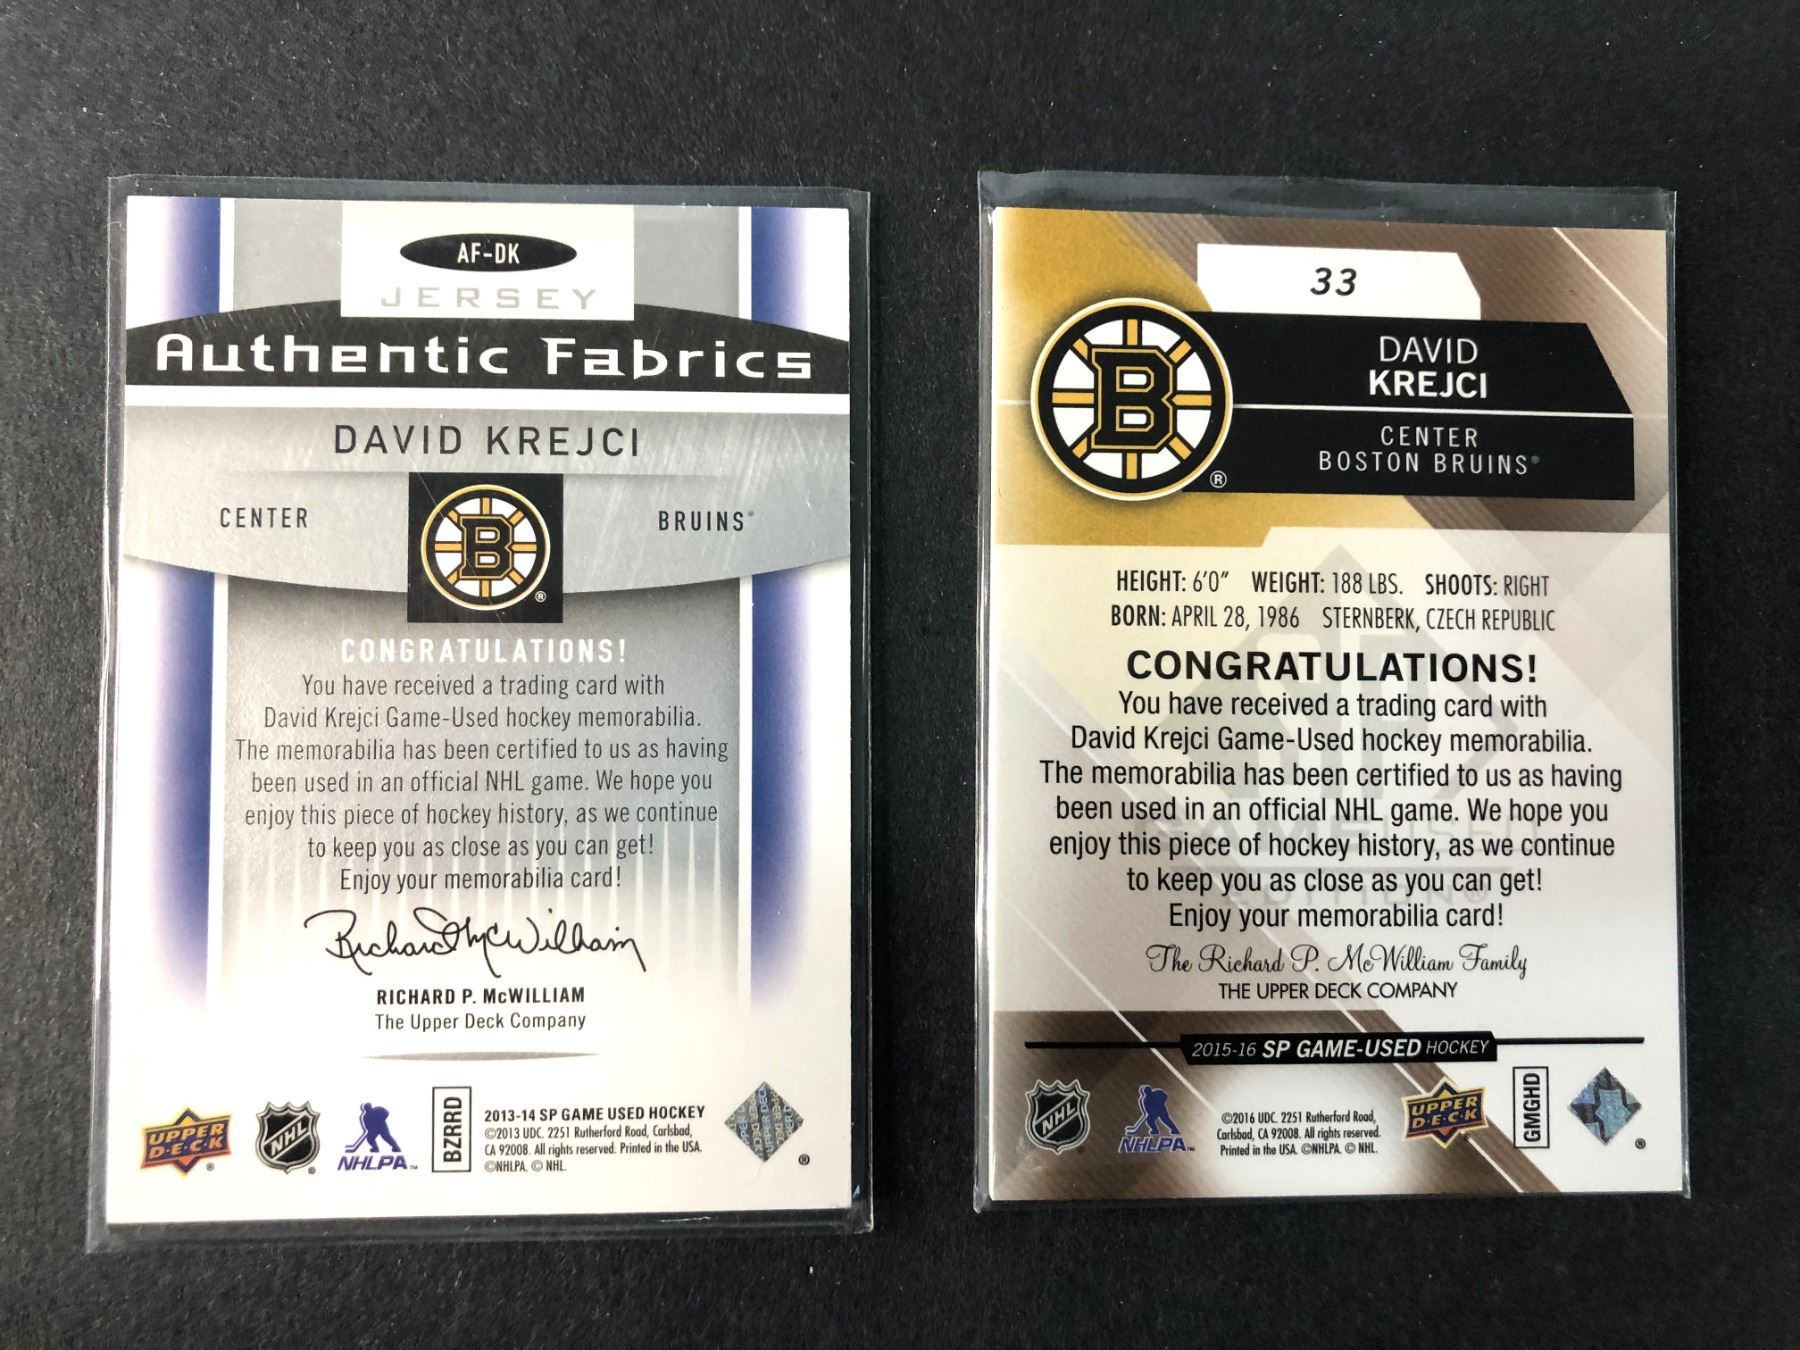 AF-DK
JERSEY
Authentic Fabrics
DAVID KREJCI
CENTER
BRUINS®
B
®
CONGRATULATIONS!
You have received a trading card with
David Krejci Game-Used hockey memorabilia.
The memorabilia has been certified to us as having
been used in an official NHL game. We hope you
enjoy this piece of hockey history, as we continue
to keep you as close as you can get!
Enjoy your memorabilia card!
Richard McWilliam
RICHARD P. McWILLIAM
The Upper Deck Company
UPPER
D·E·C·K
®
NHL
®
NHLPA™
BZRRD
2013-14 SP GAME USED HOCKEY
©2013 UDC. 2251 Rutherford Road, Carlsbad,
CA 92008. All rights reserved. Printed in the USA.
©NHLPA. © NHL.
UPPER DECK
®
33
DAVID
KREJCI
CENTER
BOSTON BRUINS®
B
®
HEIGHT: 6'0" WEIGHT: 188 LBS. SHOOTS: RIGHT
BORN: APRIL 28, 1986 STERNBERK, CZECH REPUBLIC
CONGRATULATIONS!
You have received a trading card with
David Krejci Game-Used hockey memorabilia.
The memorabilia has been certified to us as having
been used in an official NHL game. We hope you
enjoy this piece of hockey history, as we continue
to keep you as close as you can get!
Enjoy your memorabilia card!
The Richard P. McWilliam Family
THE UPPER DECK COMPANY
2015-16 SP GAME-USED HOCKEY
NHL
NHLPA™
©2016 UDC. 2251 Rutherford Road,
Carlsbad, CA 92008. All rights reserved.
Printed in the USA. ©NHLPA. © NHL.
UPPER
D·E·C·K
GMGHD
®